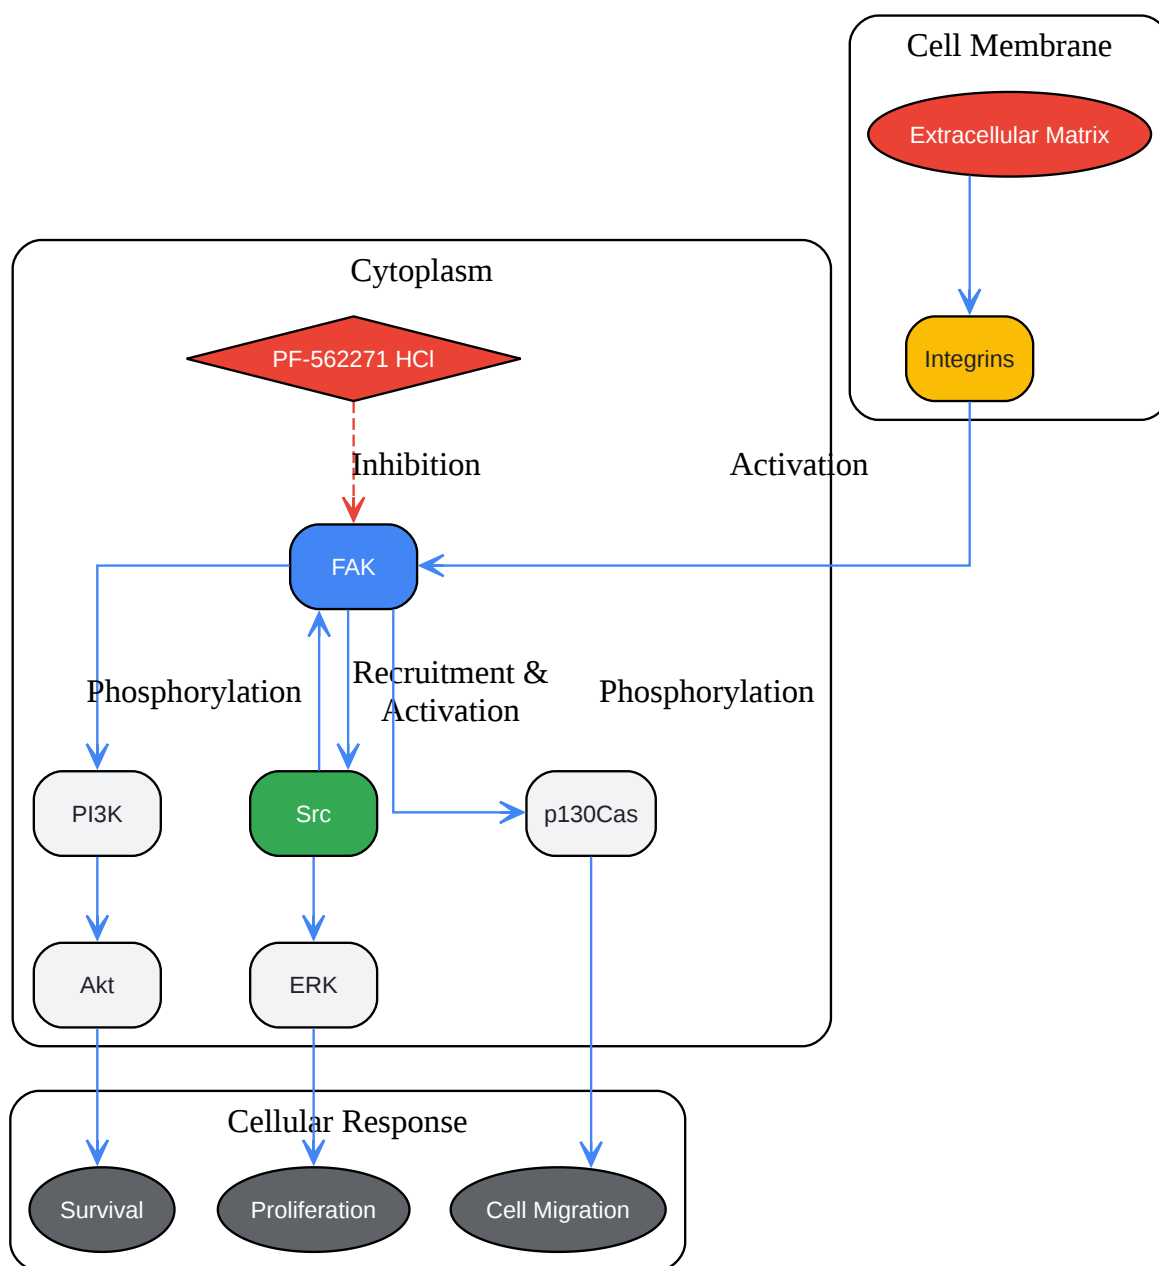 Cell Membrane
Extracellular Matrix
Cytoplasm
PF-562271 HCl
Integrins
Inhibition
Activation
FAK
Phosphorylation
Recruitment &
Activation
Phosphorylation
PI3K
Src
p130Cas
Akt
ERK
Cellular Response
Survival
Proliferation
Cell Migration